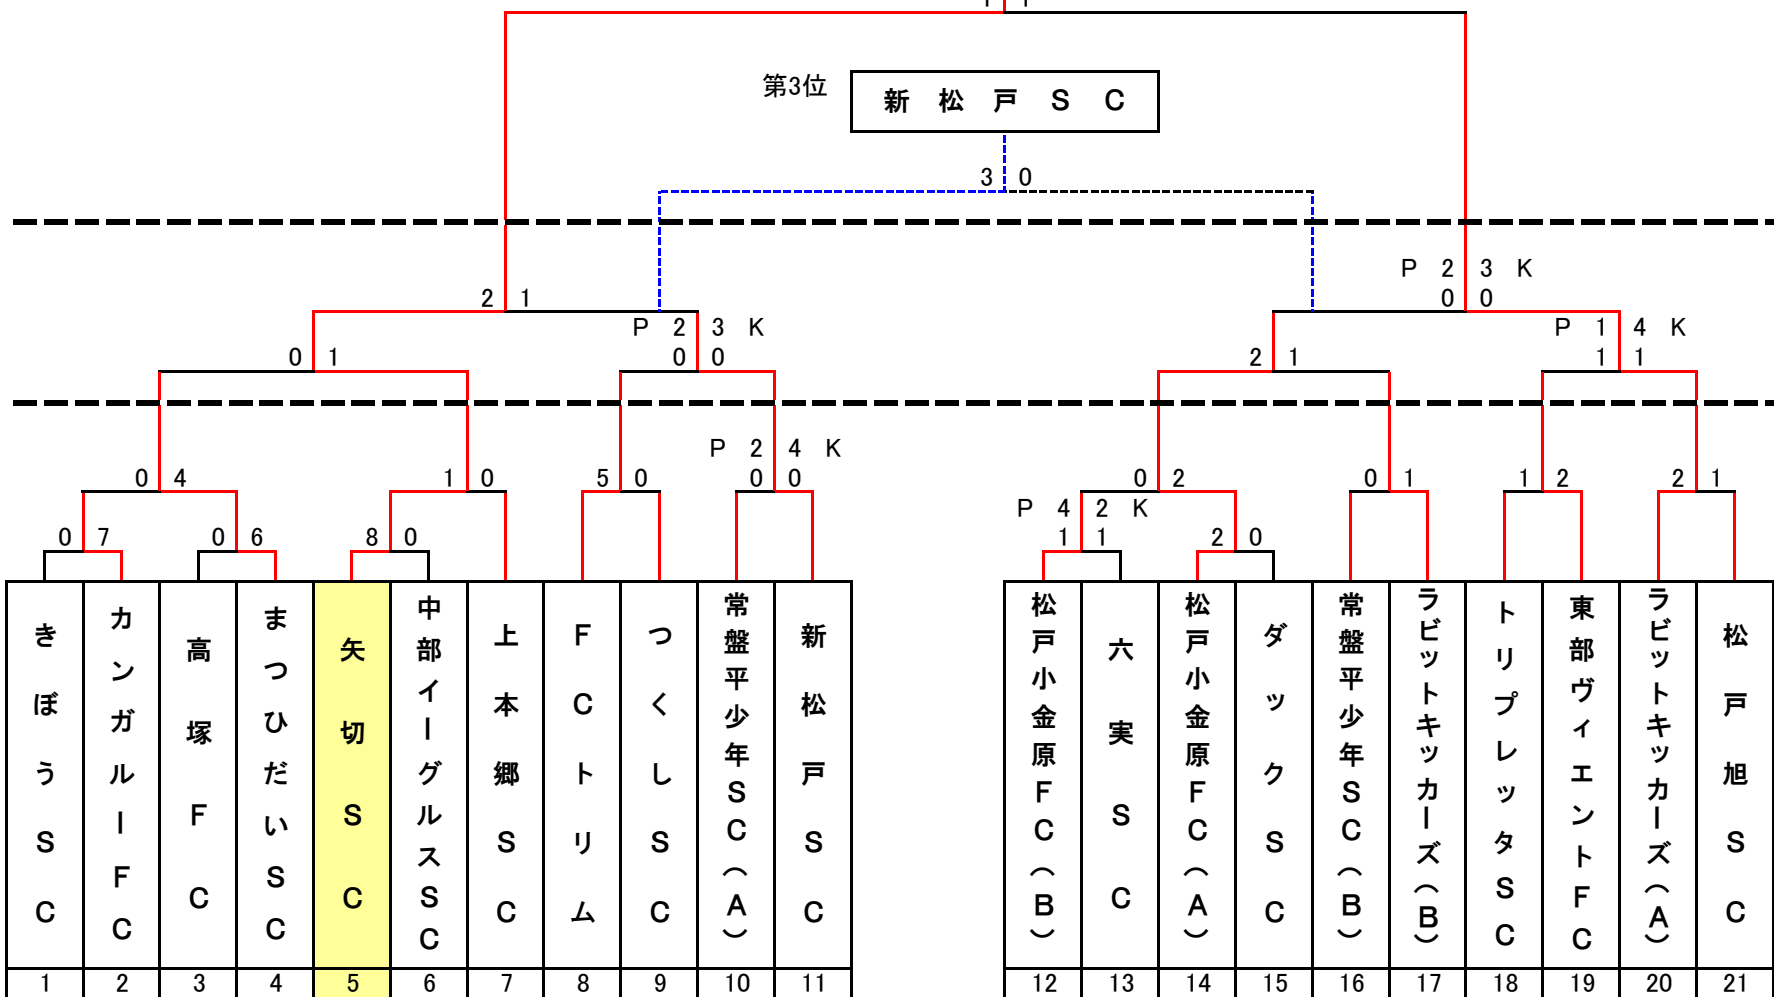 第3位
新松戸SC
3 0
P 2 3 K
2 1
0 0
P 2 3 K
P 1 4 K
0 1
0 0
2 1
1 1
P 2 4 K
0 4
1 0
5 0
0 0
0 2
0 1
1 2
2 1
P 4 2 K
0 7
0 6
8 0
1 1
2 0
きぼうSC
カンガルーFC
高塚FC
まつひだいSC
矢切SC
中部イーグルスSC
上本郷SC
FCトリム
つくしSC
常盤平少年SC(A)
新松戸SC
松戸小金原FC(B)
六実SC
松戸小金原FC(A)
ダックSC
常盤平少年SC(B)
ラビットキッカーズ(B)
トリプレッタSC
東部ヴィエントFC
ラビットキッカーズ(A)
松戸旭SC
1 2 3 4 5 6 7 8 9 10 11 12 13 14 15 16 17 18 19 20 21